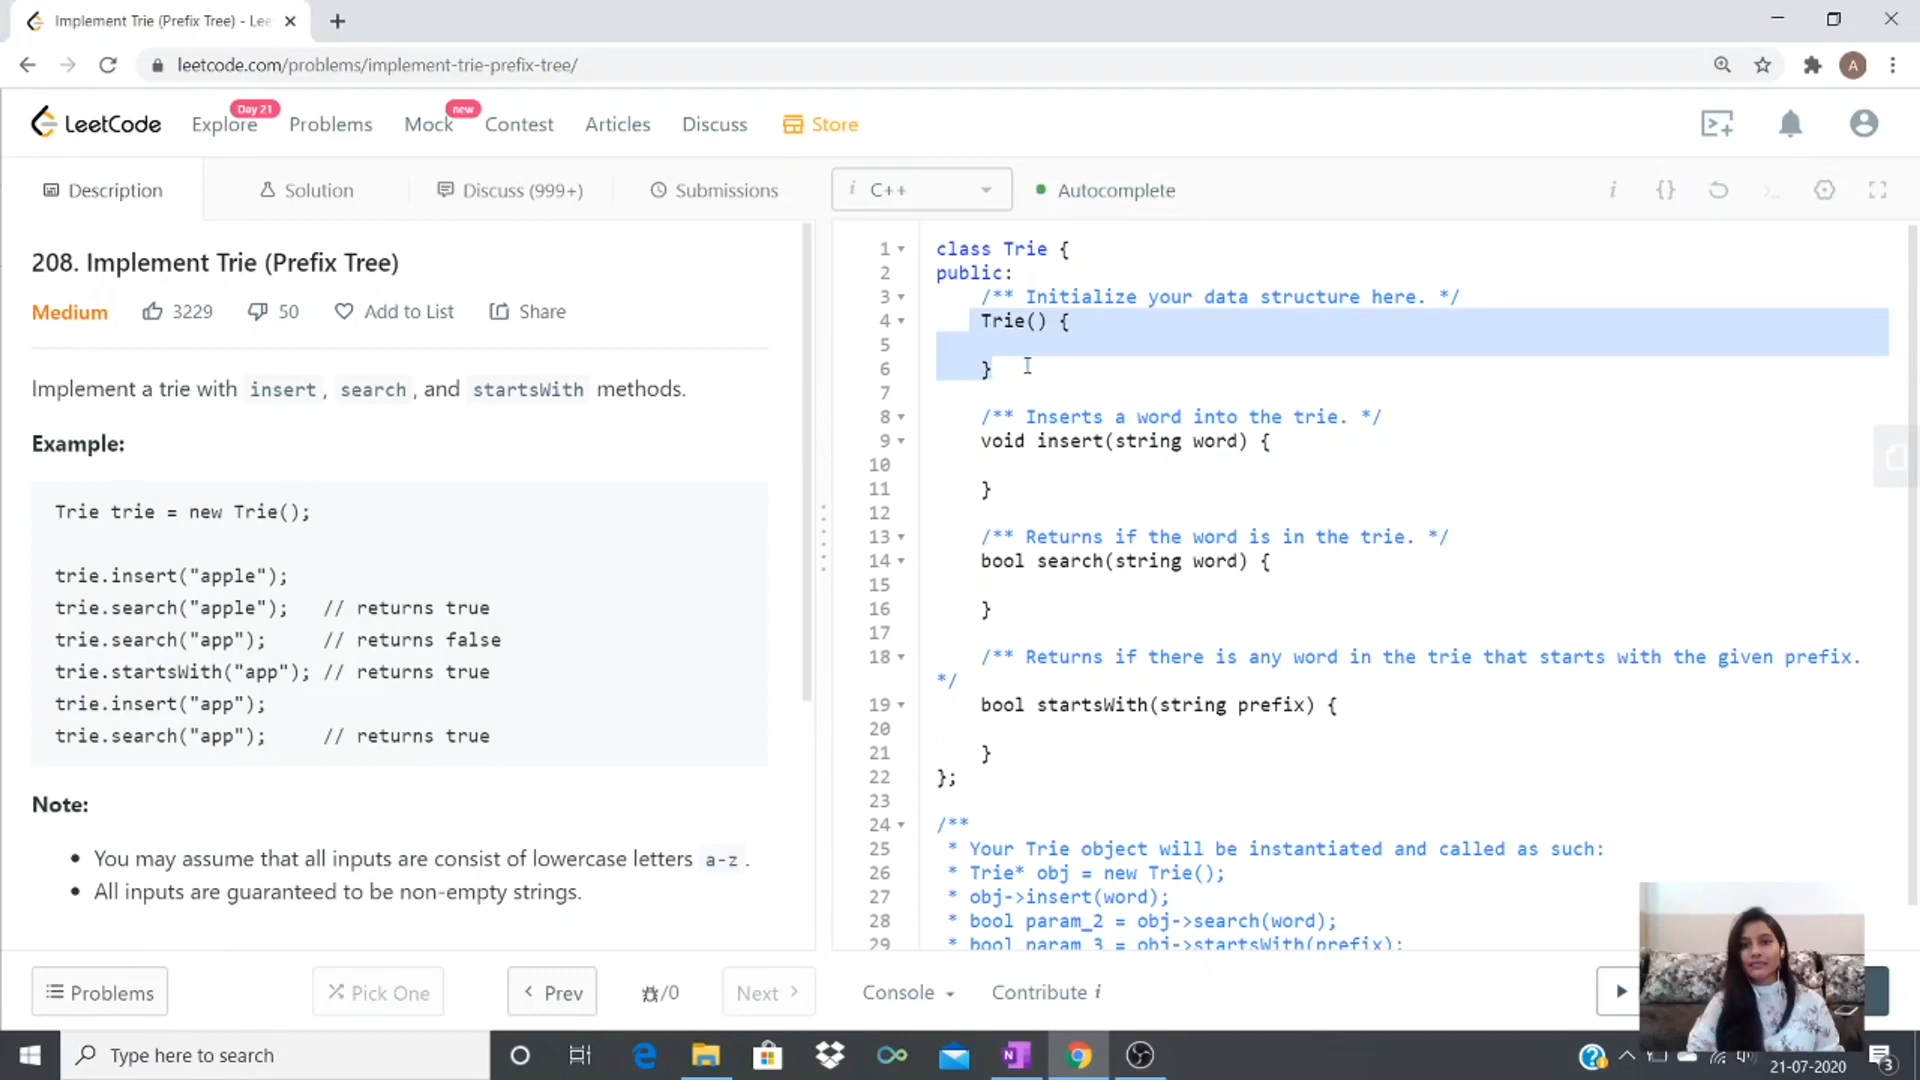 Implement Trie (Prefix Tree) - Lee
leetcode.com/problems/implement-trie-prefix-tree/
A
LeetCode
Explore
Day 21
Problems
Mock
new
Contest
Articles
Discuss
Store
Description
Solution
Discuss (999+)
Submissions
i C++
Autocomplete
208. Implement Trie (Prefix Tree)
Medium
3229
50
Add to List
Share
Implement a trie with insert, search, and startsWith methods.
Example:
Trie trie = new Trie();
trie.insert("apple");
trie.search("apple");   // returns true
trie.search("app");     // returns false
trie.startsWith("app"); // returns true
trie.insert("app");
trie.search("app");     // returns true
Note:
• You may assume that all inputs are consist of lowercase letters a-z.
• All inputs are guaranteed to be non-empty strings.
1 class Trie {
2 public:
3     /** Initialize your data structure here. */
4     Trie() {
5
6     }
7
8     /** Inserts a word into the trie. */
9     void insert(string word) {
10
11     }
12
13     /** Returns if the word is in the trie. */
14     bool search(string word) {
15
16     }
17
18     /** Returns if there is any word in the trie that starts with the given prefix.
*/
19     bool startsWith(string prefix) {
20
21     }
22 };
23
24 /**
25  * Your Trie object will be instantiated and called as such:
26  * Trie* obj = new Trie();
27  * obj->insert(word);
28  * bool param_2 = obj->search(word);
29  * bool param_3 = obj->startsWith(prefix);
Problems
Pick One
Prev
/0
Next
Console
Contribute i
Type here to search
21-07-2020
3